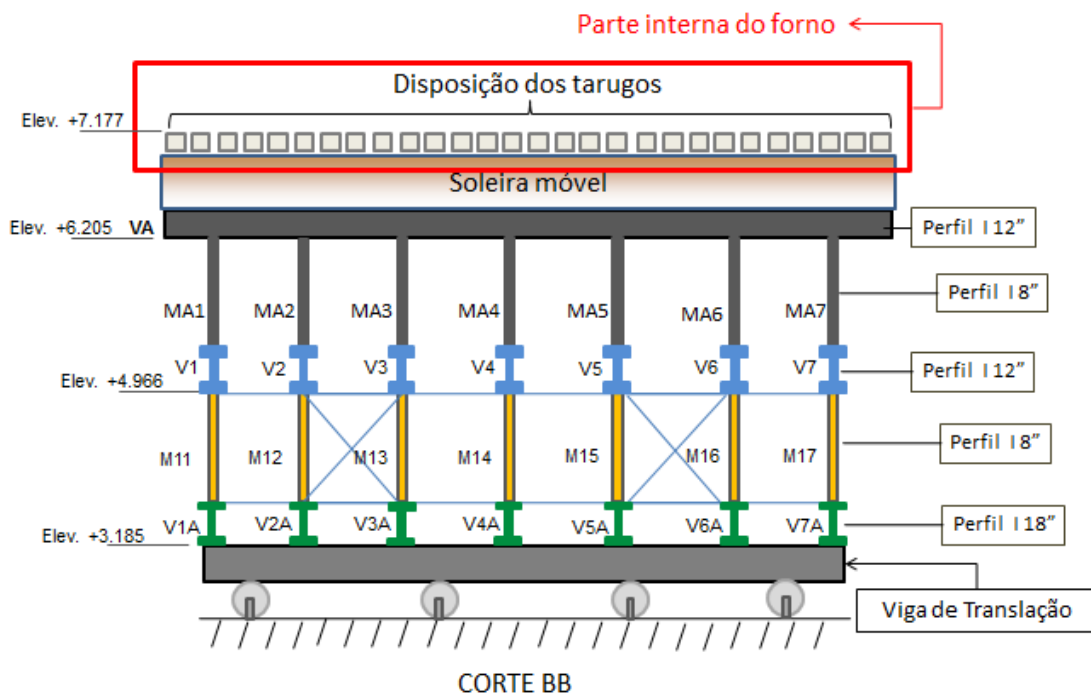 Parte interna do forno
Disposição dos tarugos
Elev. +7.177
Soleira móvel
Elev. +6.205 VA
Perfil I 12”
MA1 MA2 MA3 MA4 MA5 MA6 MA7
Perfil I 8”
V1 V2 V3 V4 V5 V6 V7
Perfil I 12”
Elev. +4.966
M11 M12 M13 M14 M15 M16 M17
Perfil I 8”
V1A V2A V3A V4A V5A V6A V7A
Perfil I 18”
Elev. +3.185
Viga de Translação
CORTE BB